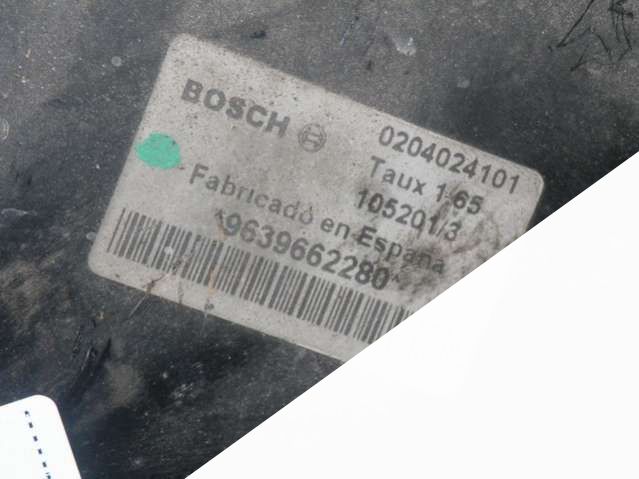 BOSCH
0204024101
Taux 1-65
105201/3
Fabricado en España
*9639662280*